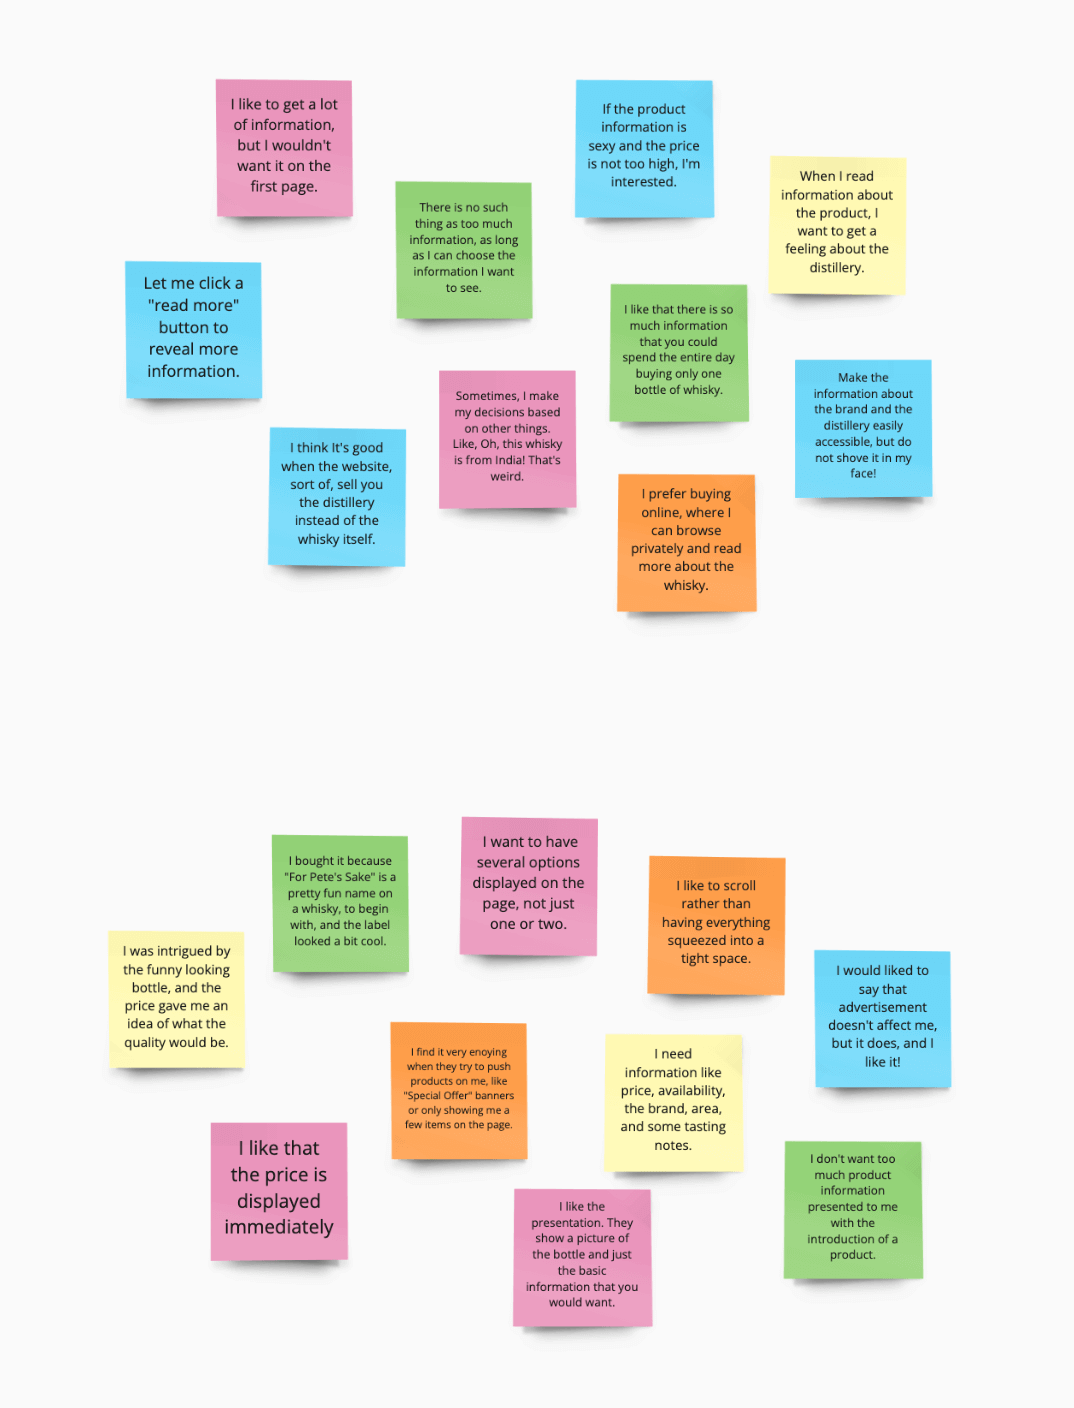 I like to get a lot
of information,
but I wouldn't
want it on the
first page.
If the product
information is
sexy and the price
is not too high, I'm
interested.
When I read
information about
the product, I
want to get a
feeling about the
distillery.
There is no such
thing as too much
information, as long
as I can choose the
information I want
to see.
Let me click a
"read more"
button to
reveal more
information.
I like that there is so
much information
that you could
spend the entire day
buying only one
bottle of whisky.
Sometimes, I make
my decisions based
on other things.
Like, Oh, this whisky
is from India! That's
weird.
Make the
information about
the brand and the
distillery easily
accessible, but do
not shove it in my
face!
I think It's good
when the website,
sort of, sell you
the distillery
instead of the
whisky itself.
I prefer buying
online, where I
can browse
privately and read
more about the
whisky.
I bought it because
"For Pete's Sake" is a
pretty fun name on
a whisky, to begin
with, and the label
looked a bit cool.
I want to have
several options
displayed on the
page, not just
one or two.
I like to scroll
rather than
having everything
squeezed into a
tight space.
I was intrigued by
the funny looking
bottle, and the
price gave me an
idea of what the
quality would be.
I would liked to
say that
advertisement
doesn't affect me,
but it does, and I
like it!
I find it very enoying
when they try to push
products on me, like
"Special Offer" banners
or only showing me a
few items on the page.
I need
information like
price, availability,
the brand, area,
and some tasting
notes.
I like that
the price is
displayed
immediately
I don't want too
much product
information
presented to me
with the
introduction of a
product.
I like the
presentation. They
show a picture of
the bottle and just
the basic
information that you
would want.